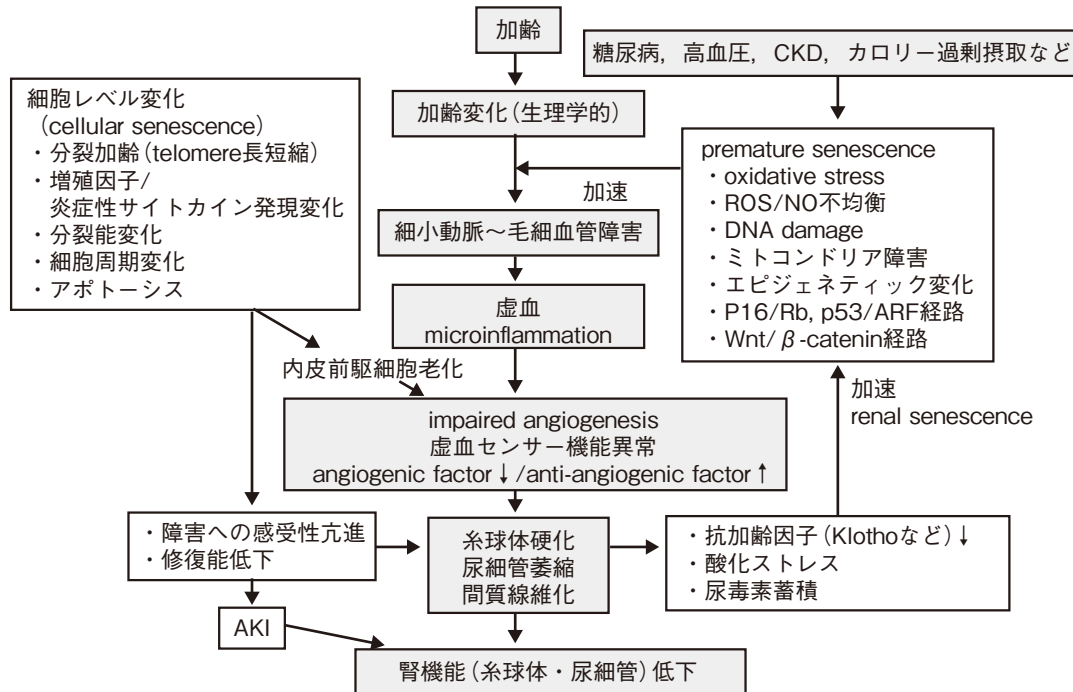 加齢
糖尿病，高血圧，CKD，カロリー過剰摂取など
細胞レベル変化
（cellular senescence）
・分裂加齢（telomere長短縮）
・増殖因子/
炎症性サイトカイン発現変化
・分裂能変化
・細胞周期変化
・アポトーシス
加齢変化（生理学的）
premature senescence
・oxidative stress
・ROS/NO不均衡
・DNA damage
・ミトコンドリア障害
・エピジェネティック変化
・P16/Rb, p53/ARF経路
・Wnt/β-catenin経路
加速
細小動脈〜毛細血管障害
虚血
microinflammation
内皮前駆細胞老化
加速
renal senescence
impaired angiogenesis
虚血センサー機能異常
angiogenic factor↓/anti-angiogenic factor↑
・障害への感受性亢進
・修復能低下
糸球体硬化
尿細管萎縮
間質線維化
・抗加齢因子（Klothoなど）↓
・酸化ストレス
・尿毒素蓄積
AKI
腎機能（糸球体・尿細管）低下